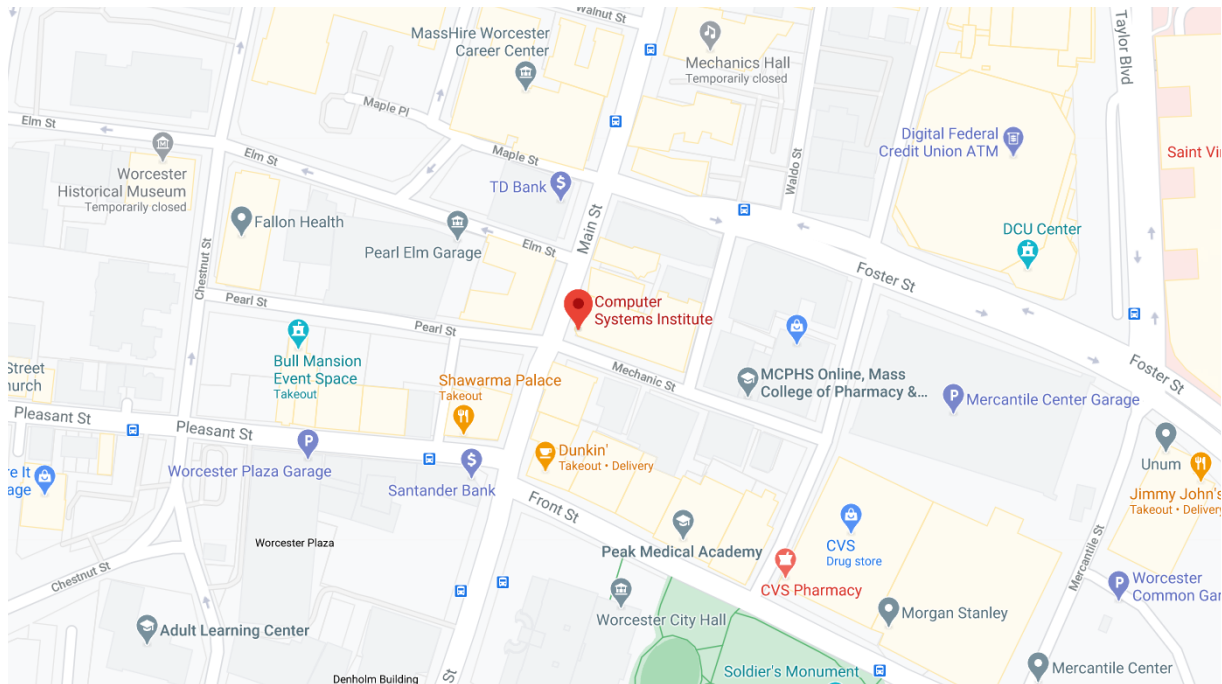 Walnut St
MassHire Worcester
Career Center
Mechanics Hall
Temporarily closed
Taylor Blvd
Maple Pl
Elm St
Digital Federal
Credit Union ATM
Saint Vin
Worcester
Historical Museum
Temporarily closed
Elm St
Maple St
TD Bank
Waldo St
Fallon Health
Pearl Elm Garage
Elm St
Main St
DCU Center
Chestnut St
Foster St
Pearl St
Pearl St
Computer
Systems Institute
Bull Mansion
Event Space
Takeout
Street
hurch
Shawarma Palace
Takeout
Mechanic St
MCPHS Online, Mass
College of Pharmacy &...
Foster St
Mercantile Center Garage
Pleasant St
Pleasant St
Worcester Plaza Garage
re It
age
Santander Bank
Dunkin'
Takeout • Delivery
Unum
Jimmy John's
Takeout • Delivery
Front St
Worcester Plaza
Peak Medical Academy
CVS
Drug store
CVS Pharmacy
Mercantile St
Chestnut St
Worcester
Common Gar
Adult Learning Center
Worcester City Hall
Morgan Stanley
Denholm Building
St
Soldier's Monument
Mercantile Center